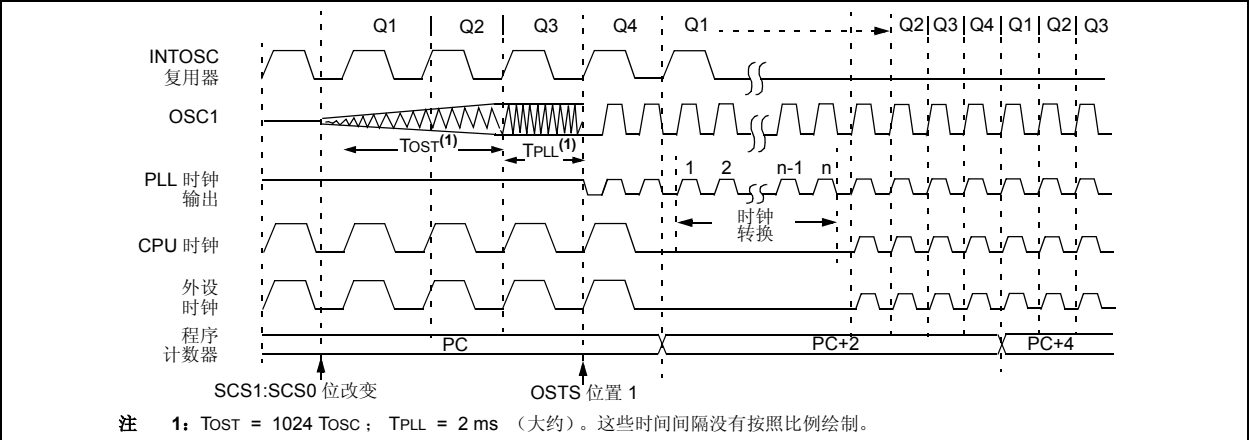 Q1 Q2 Q3 Q4 Q1 Q2 Q3 Q4 Q1 Q2 Q3
INTOSC
复用器
OSC1
TOST(1) TPLL(1)
PLL 时钟
输出
1 2 n-1 n
时钟
转换
CPU 时钟
外设
时钟
程序
计数器
PC PC+2 PC+4
SCS1:SCS0 位改变 OSTS 位置 1
注 1: TOST = 1024 TOSC ; TPLL = 2 ms （大约）。这些时间间隔没有按照比例绘制。